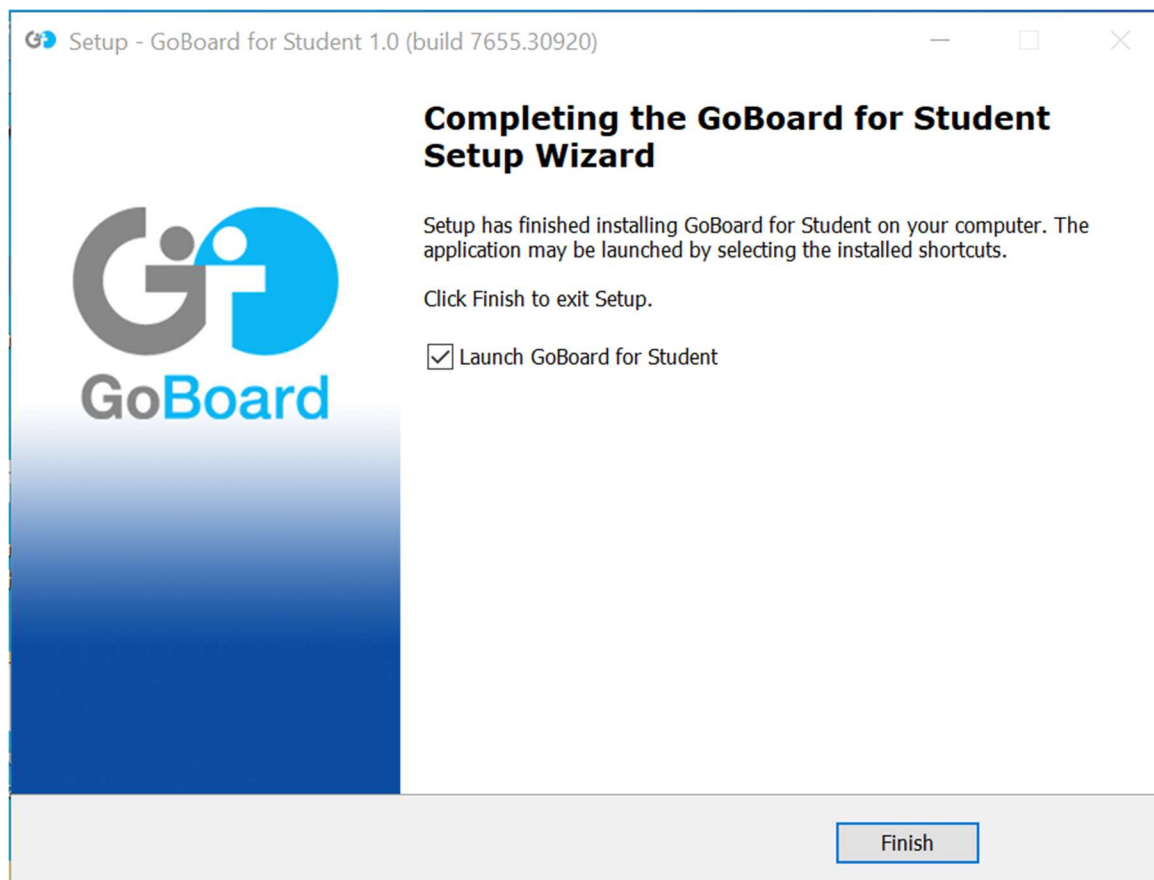 Setup - GoBoard for Student 1.0 (build 7655.30920)
Completing the GoBoard for Student
Setup Wizard
Setup has finished installing GoBoard for Student on your computer. The
application may be launched by selecting the installed shortcuts.
Click Finish to exit Setup.
Launch GoBoard for Student
GoBoard
Finish